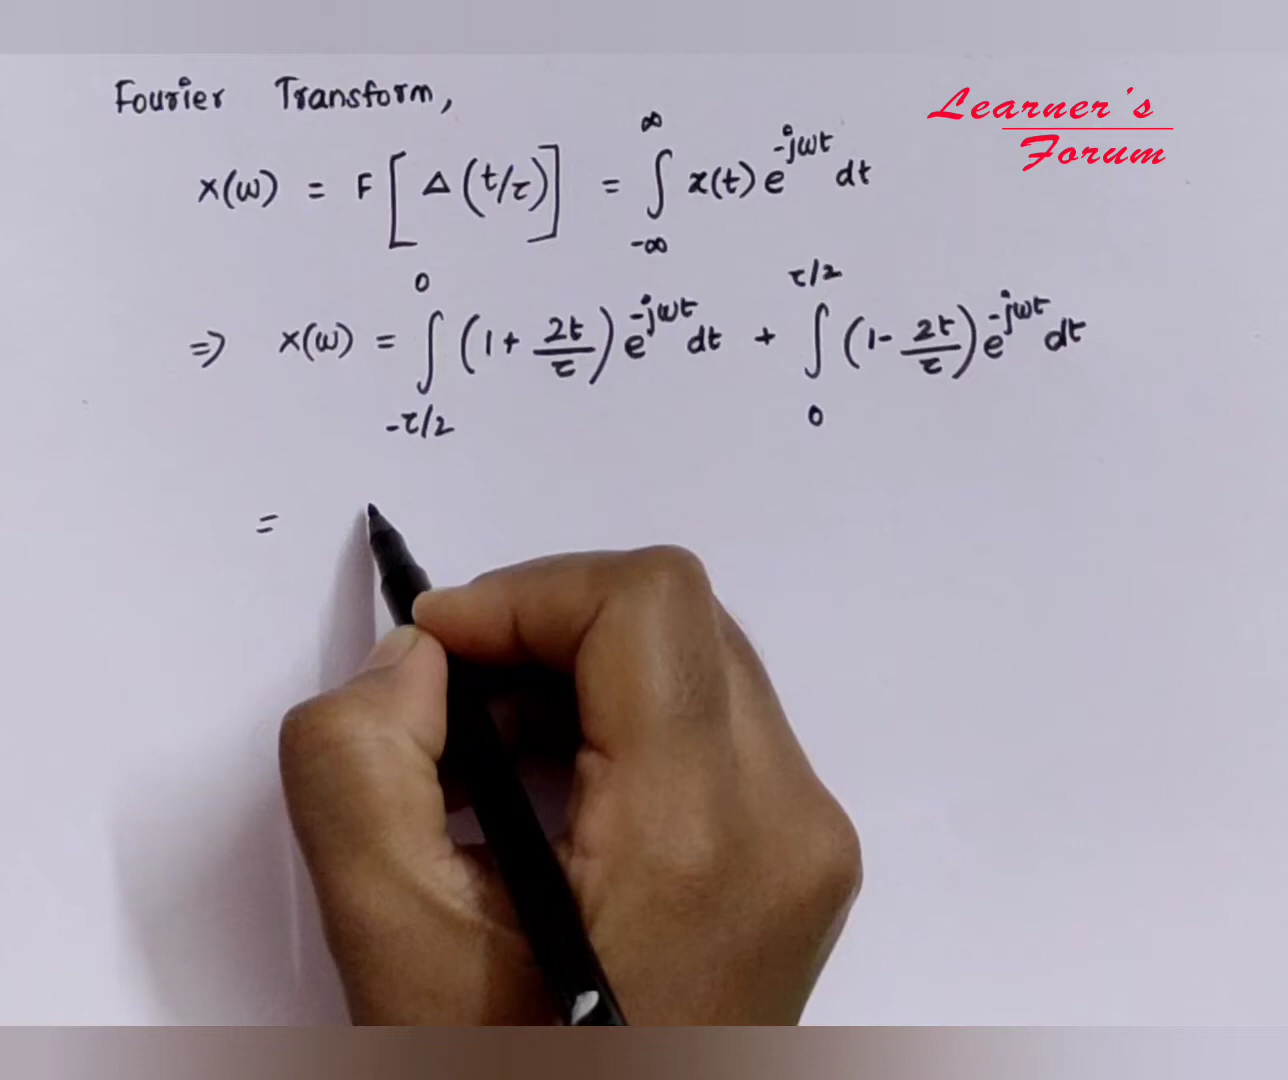 Fourier Transform,
Learner's
Forum
X(ω) = F[Δ(t/τ)] = ∫_{-∞}^{∞} x(t) e^{-jωt} dt
⇒ X(ω) = ∫_{-τ/2}^{0} (1 + 2t/τ) e^{-jωt} dt + ∫_{0}^{τ/2} (1 - 2t/τ) e^{-jωt} dt
=